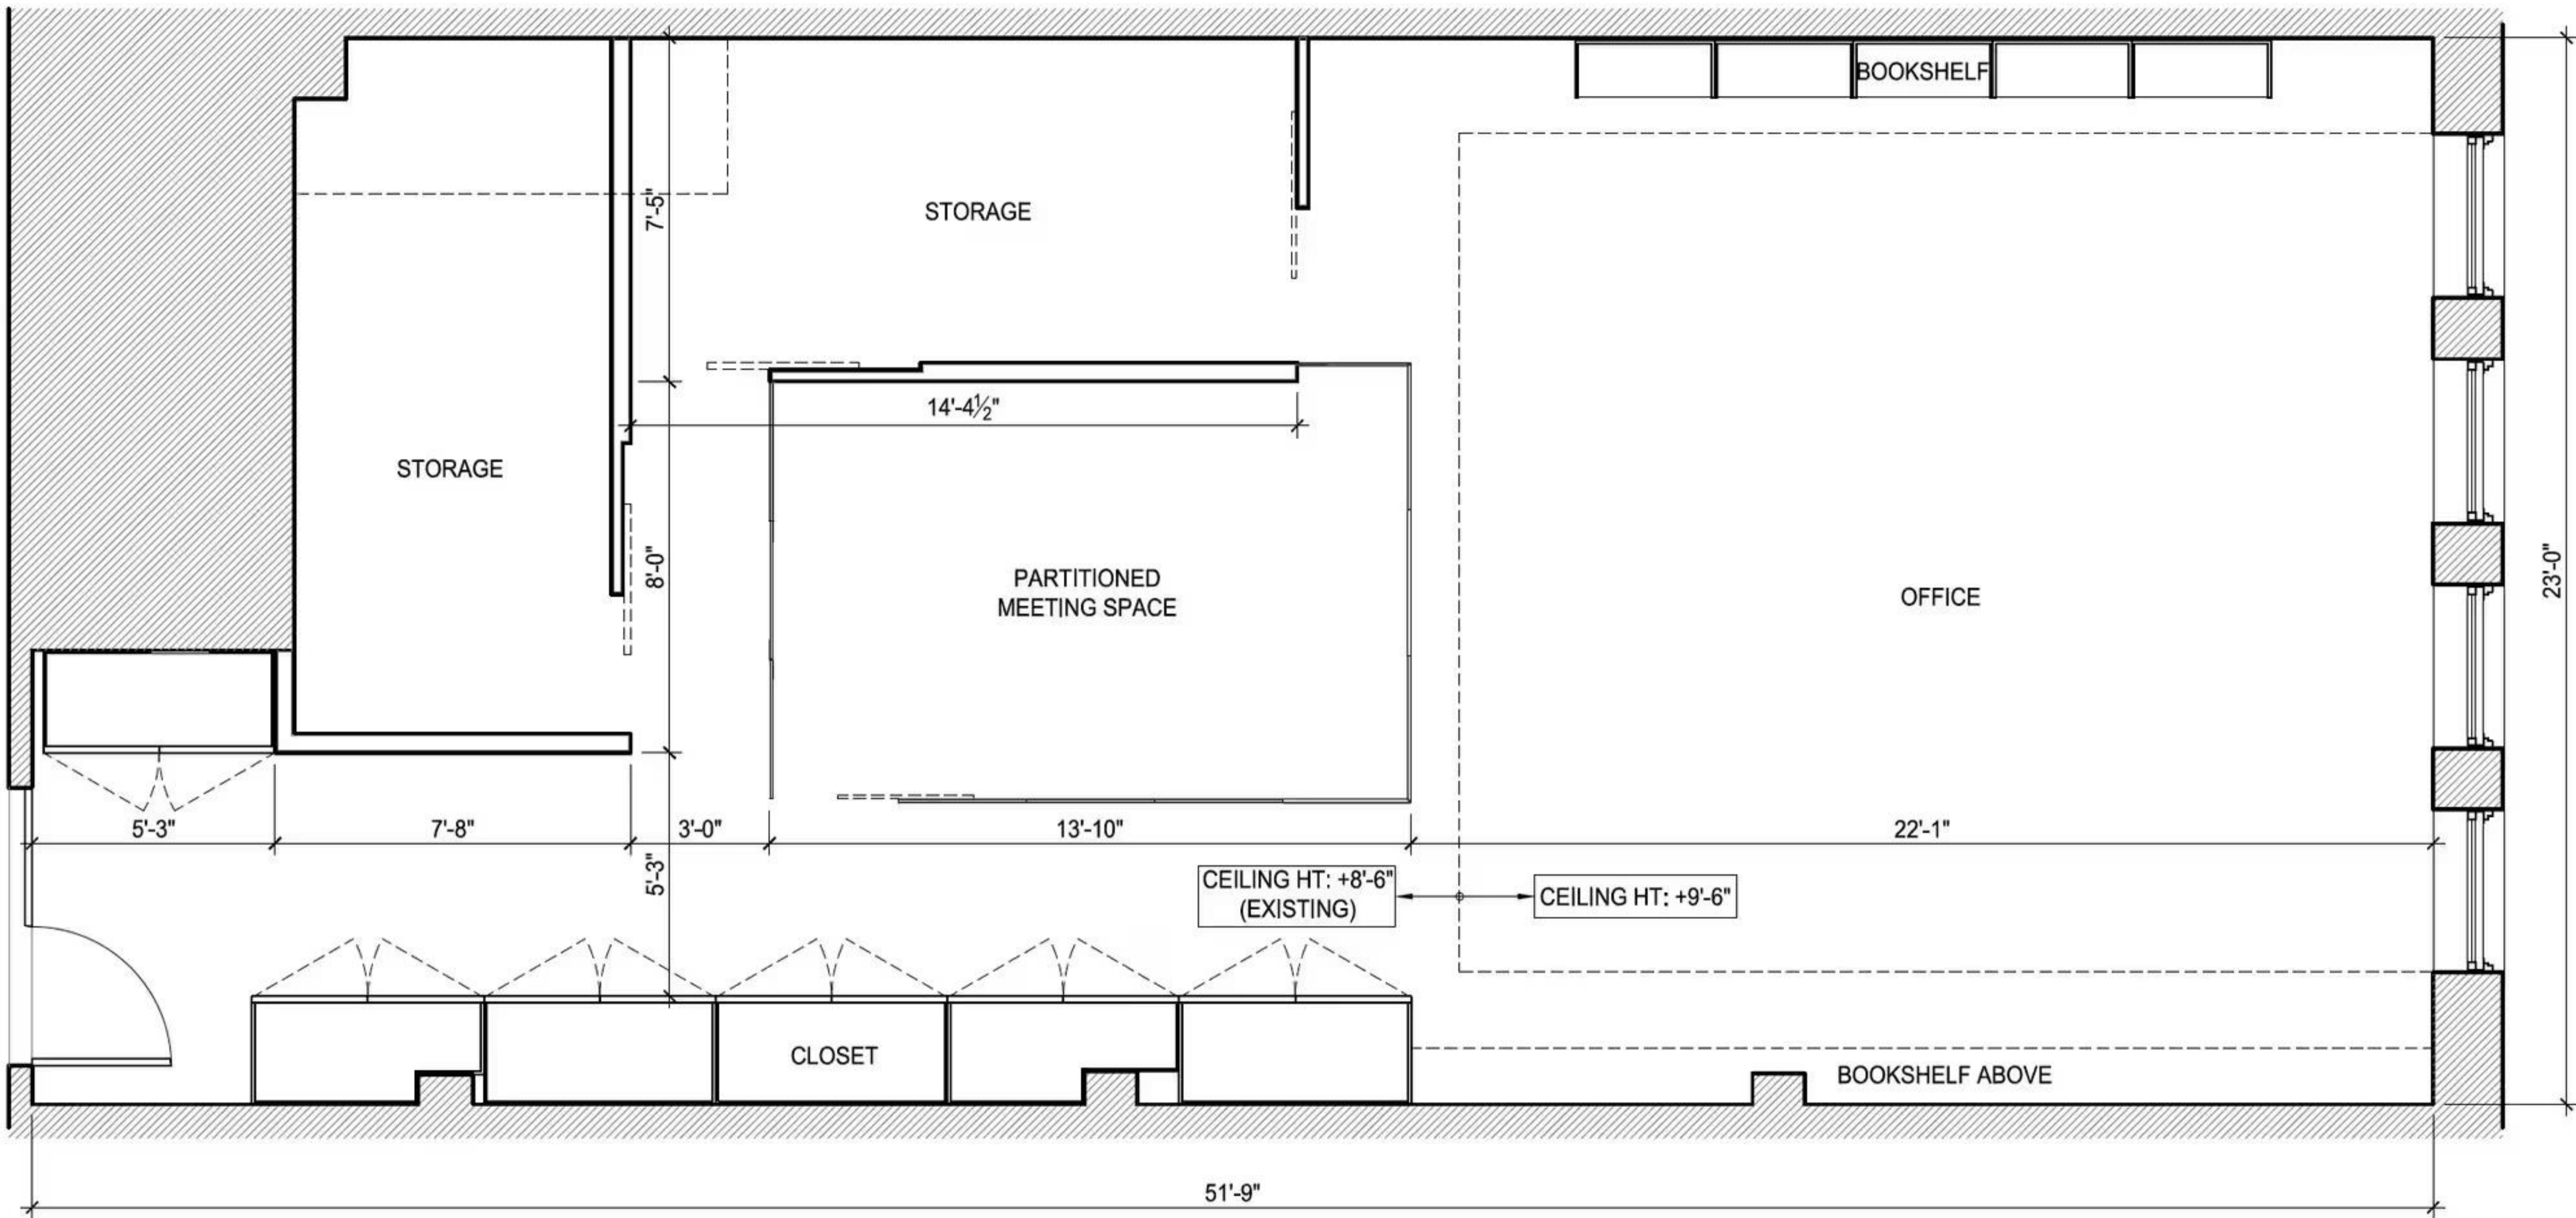 BOOKSHELF
7'-5"
STORAGE
14'-4½"
STORAGE
8'-0"
PARTITIONED
MEETING SPACE
OFFICE
23'-0"
5'-3"
7'-8"
3'-0"
13'-10"
22'-1"
5'-3"
CEILING HT: +8'-6"
(EXISTING)
CEILING HT: +9'-6"
CLOSET
BOOKSHELF ABOVE
51'-9"